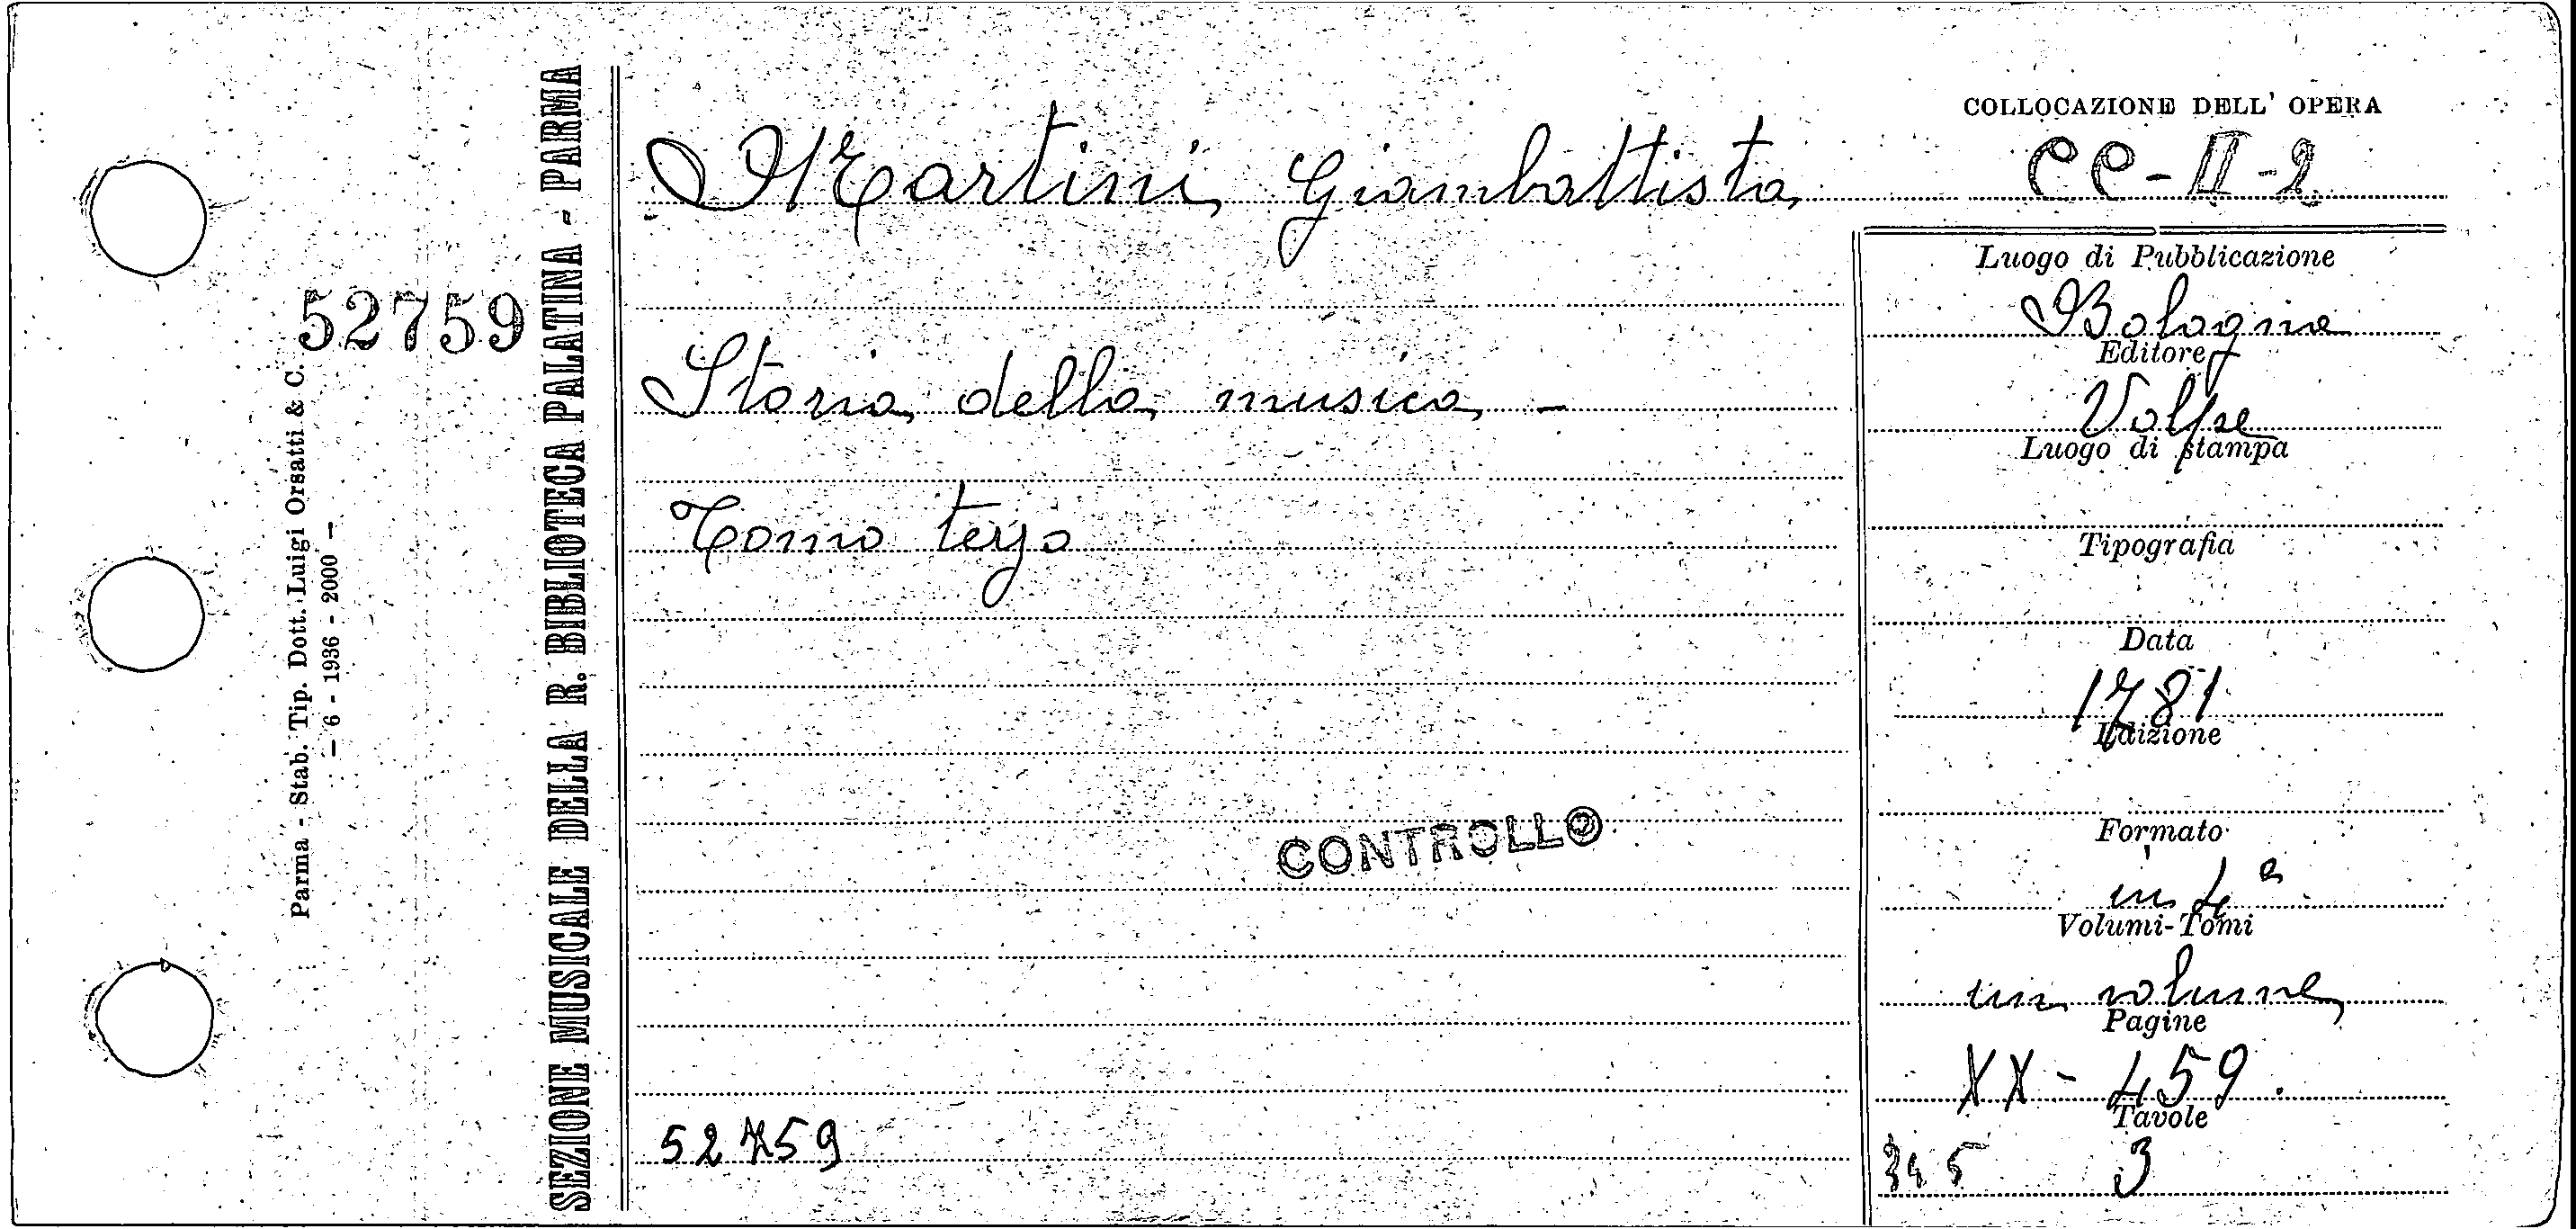 COLLOCAZIONE DELL' OPERA
Martini Giambattista
CC-II-2
Luogo di Pubblicazione
Bologna
Editore
Volpe
Luogo di stampa
Tipografia
Data
1781
Edizione
Formato
in 4º
Volumi-Tomi
un volume
Pagine
XX - 459.
Tavole
345 3
Storia della musica -
Tomo terzo
CONTROLLO
52759
52759
SEZIONE MUSICALE DELLA R. BIBLIOTECA PALATINA - PARMA
Parma - Stab. Tip. Dott. Luigi Orsatti & C.
- 6 - 1936 - 2000 -